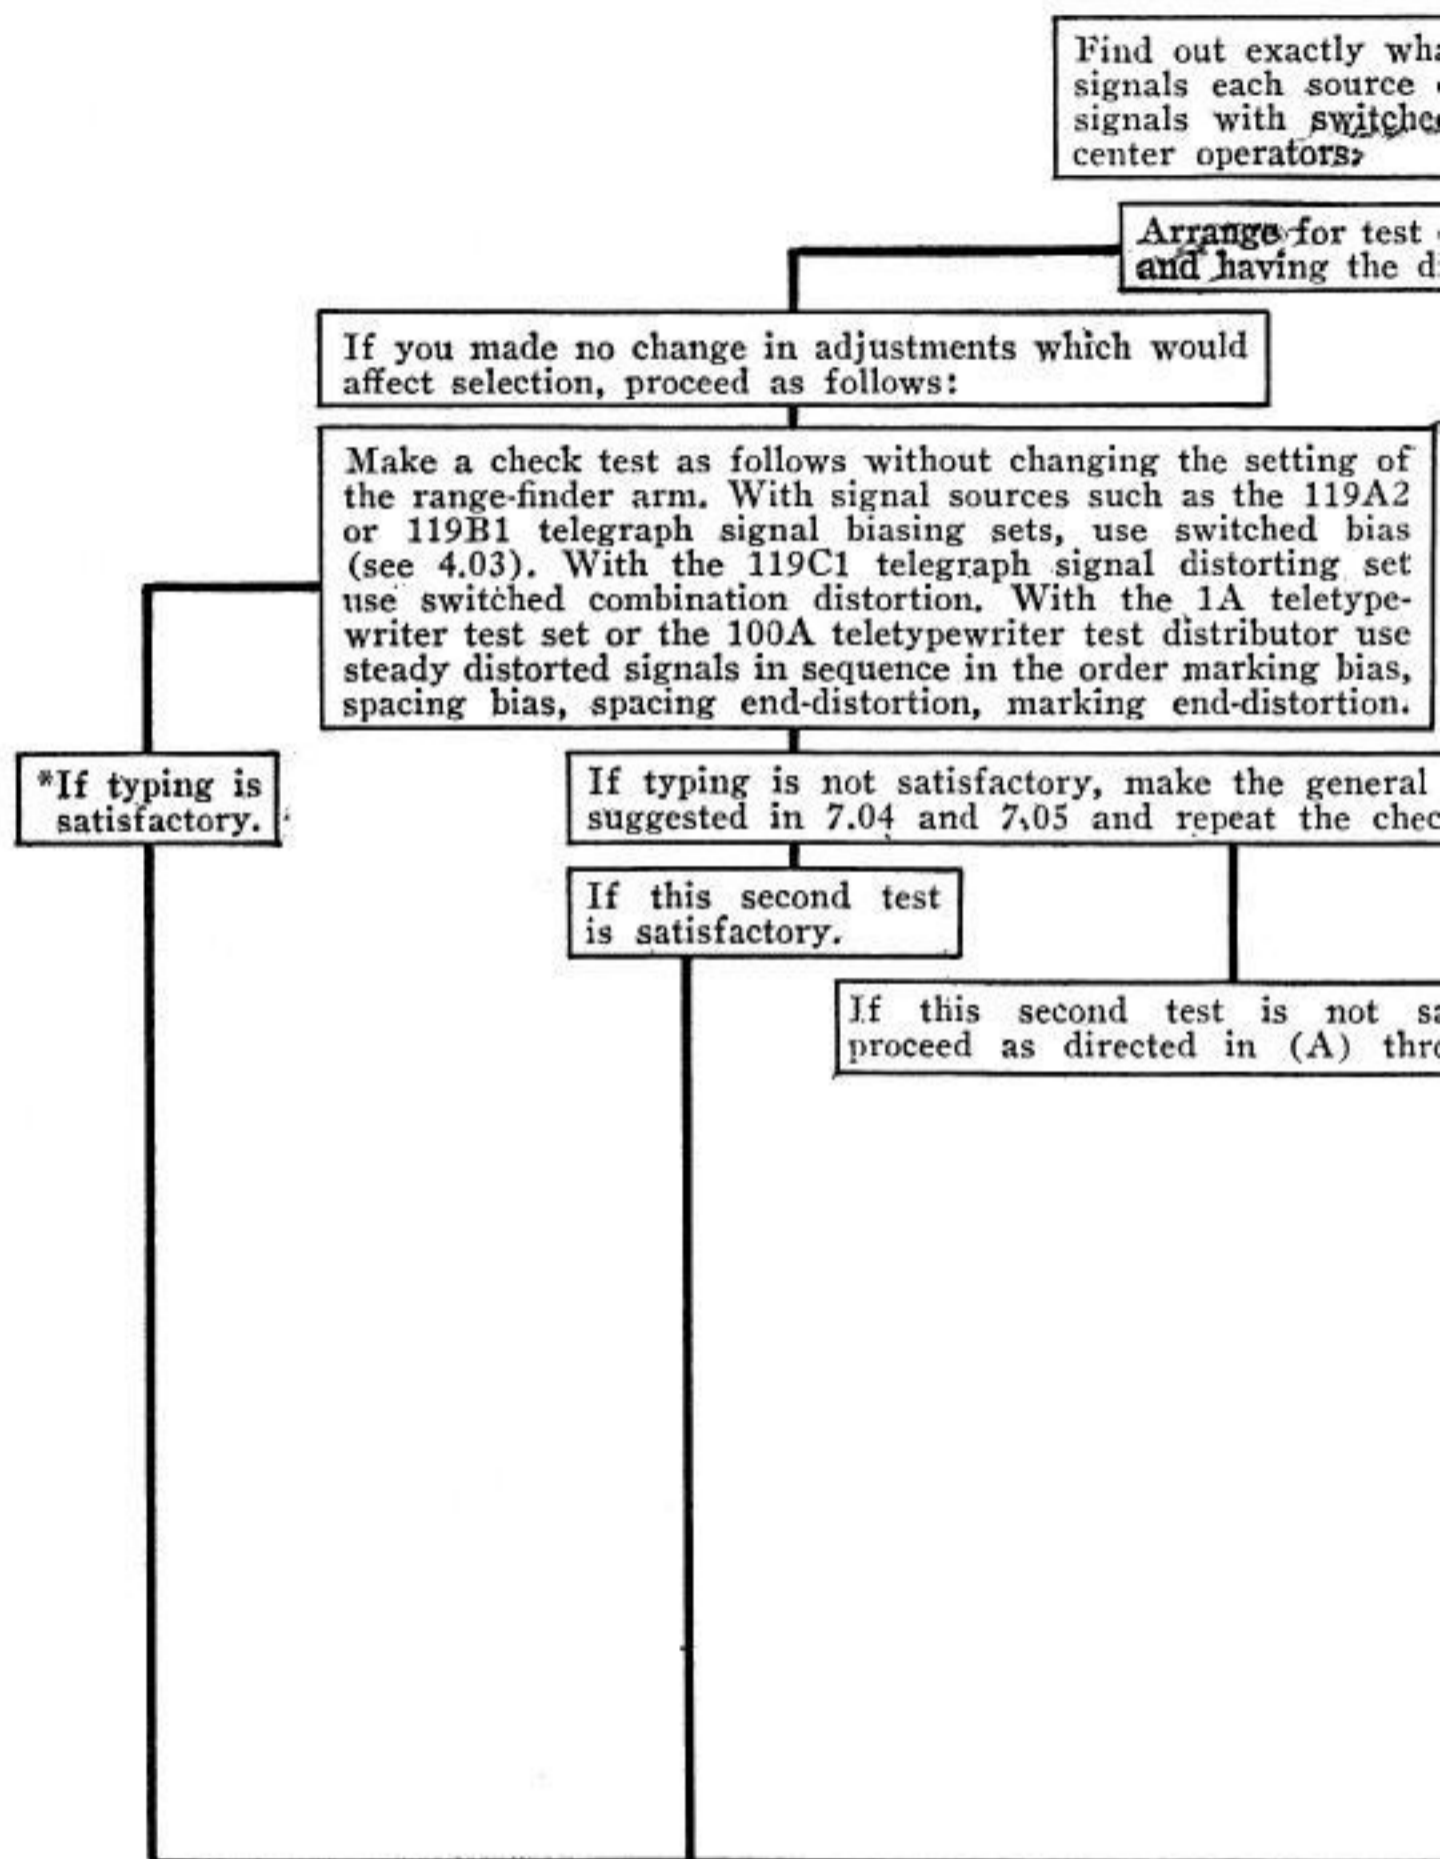 Find out exactly
signals each source
signals with switched
center operators,
Arrange for test
and having the
If you made no change in adjustments which would
affect selection, proceed as follows:
Make a check test as follows without changing the setting of
the range-finder arm. With signal sources such as the 119A2
or 119B1 telegraph signal biasing sets, use switched bias
(see 4.03). With the 119C1 telegraph signal distorting set
use switched combination distortion. With the 1A teletype-
writer test set or the 100A teletypewriter test distributor use
steady distorted signals in sequence in the order marking bias,
spacing bias, spacing end-distortion, marking end-distortion.
*If typing is
satisfactory.
If typing is not satisfactory, make the general
suggested in 7.04 and 7.05 and repeat the
If this second test
is satisfactory.
If this second test is not
proceed as directed in (A)